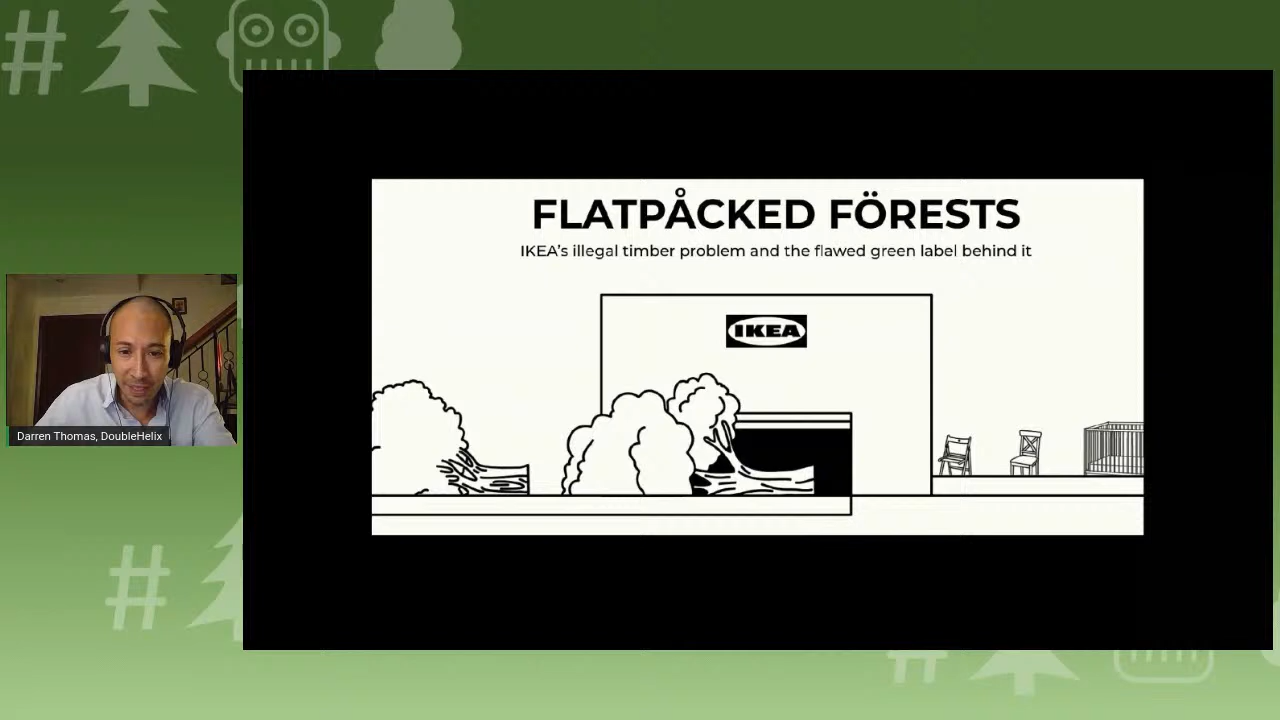 FLATPÅCKED FÖRESTS
IKEA's illegal timber problem and the flawed green label behind it
IKEA
Darren Thomas, DoubleHelix